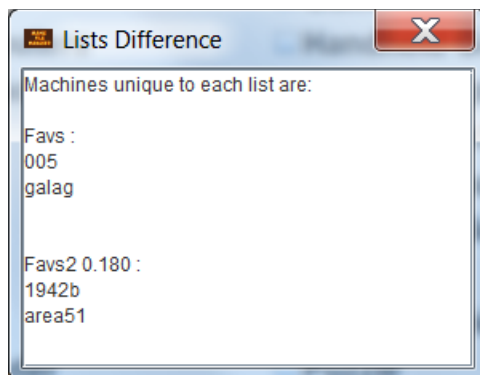 Lists Difference
Machines unique to each list are:
Favs :
005
galag
Favs2 0.180 :
1942b
area51